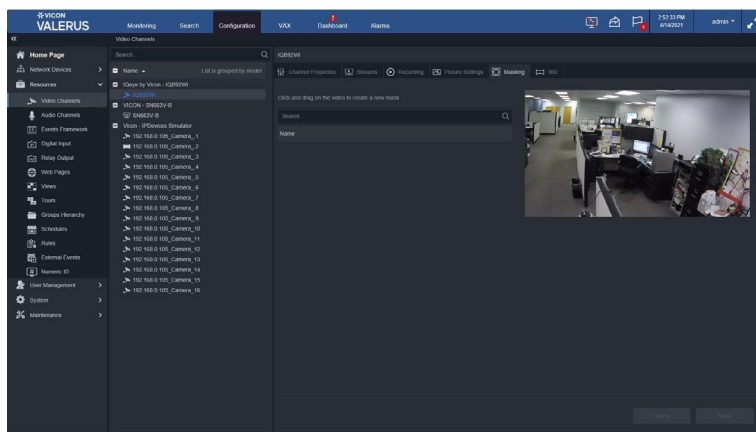 VICON
VALERUS
Monitoring
Search
Configuration
VAX
Dashboard
Alarms
2:52:33 PM
4/14/2021
admin
Video Channels
Home Page
Network Devices
Resources
Video Channels
Audio Channels
Events Framework
Digital Input
Relay Output
Web Pages
Views
Tours
Groups Hierarchy
Schedules
Rules
External Events
Numeric ID
User Management
System
Maintenance
Search...
Name
List is grouped by model
IQeye by Vicon - IQB92WI
IQB92WI
VICON - SN663V-B
SN663V-B
Vicon - IPDevices Simulator
192.168.0.105_Camera_1
192.168.0.105_Camera_2
192.168.0.105_Camera_3
192.168.0.105_Camera_4
192.168.0.105_Camera_5
192.168.0.105_Camera_6
192.168.0.105_Camera_7
192.168.0.105_Camera_8
192.168.0.105_Camera_9
192.168.0.105_Camera_10
192.168.0.105_Camera_11
192.168.0.105_Camera_12
192.168.0.105_Camera_13
192.168.0.105_Camera_14
192.168.0.105_Camera_15
192.168.0.105_Camera_16
IQB92WI
Channel Properties
Streams
Recording
Picture Settings
Masking
360
Click and drag on the video to create a new mask
Search...
Name
Cancel
Save